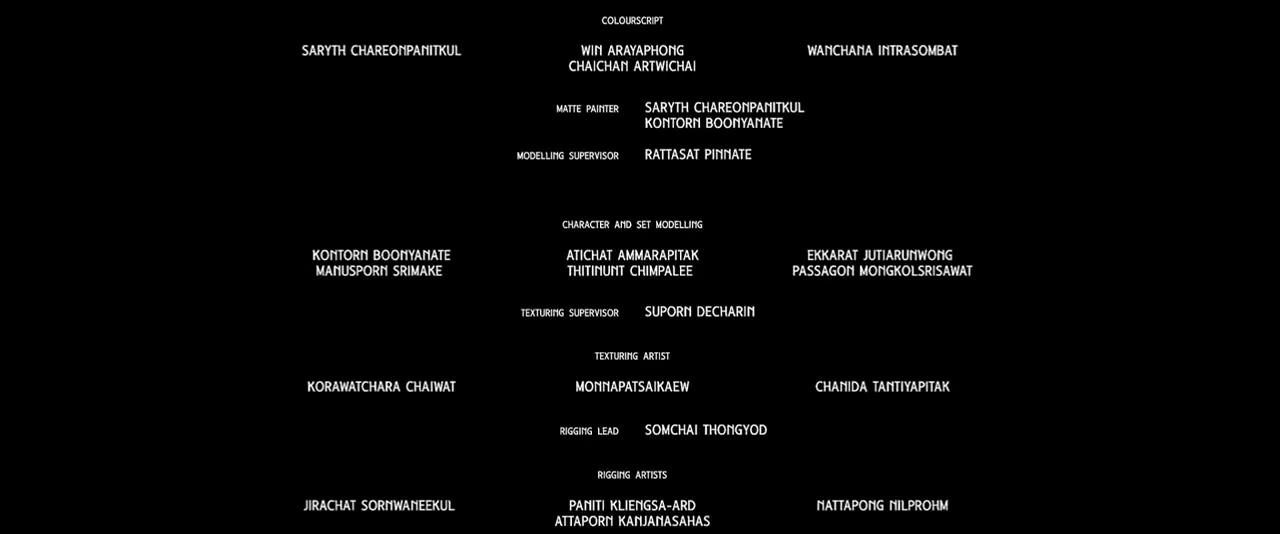 COLOURSCRIPT
SARYTH CHAREONPANITKUL WIN ARAYAPHONG WANCHANA INTRASOMBAT
CHAICHAN ARTWICHAI
MATTE PAINTER SARYTH CHAREONPANITKUL
KONTORN BOONYANATE
MODELLING SUPERVISOR RATTASAT PINNATE
CHARACTER AND SET MODELLING
KONTORN BOONYANATE ATICHAT AMMARAPITAK EKKARAT JUTIARUNWONG
MANUSPORN SRIMAKE THITINUNT CHIMPALEE PASSAGON MONGKOLSRISAWAT
TEXTURING SUPERVISOR SUPORN DECHARIN
TEXTURING ARTIST
KORAWATCHARA CHAIWAT MONNAPATSAIKAEW CHANIDA TANTIYAPITAK
RIGGING LEAD SOMCHAI THONGYOD
RIGGING ARTISTS
JIRACHAT SORNWANEEKUL PANITI KLIENGSA-ARD NATTAPONG NILPROHM
ATTAPORN KANJANASAHAS